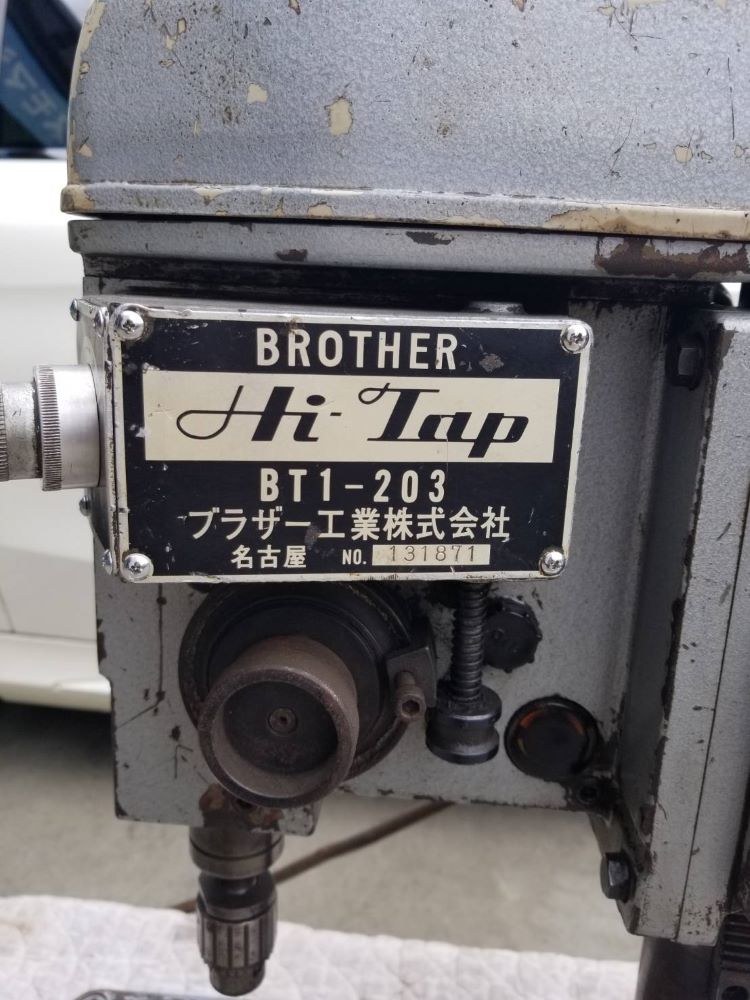 BROTHER
Hi-Tap
BT1-203
ブラザー工業株式会社
名古屋 NO. 131871